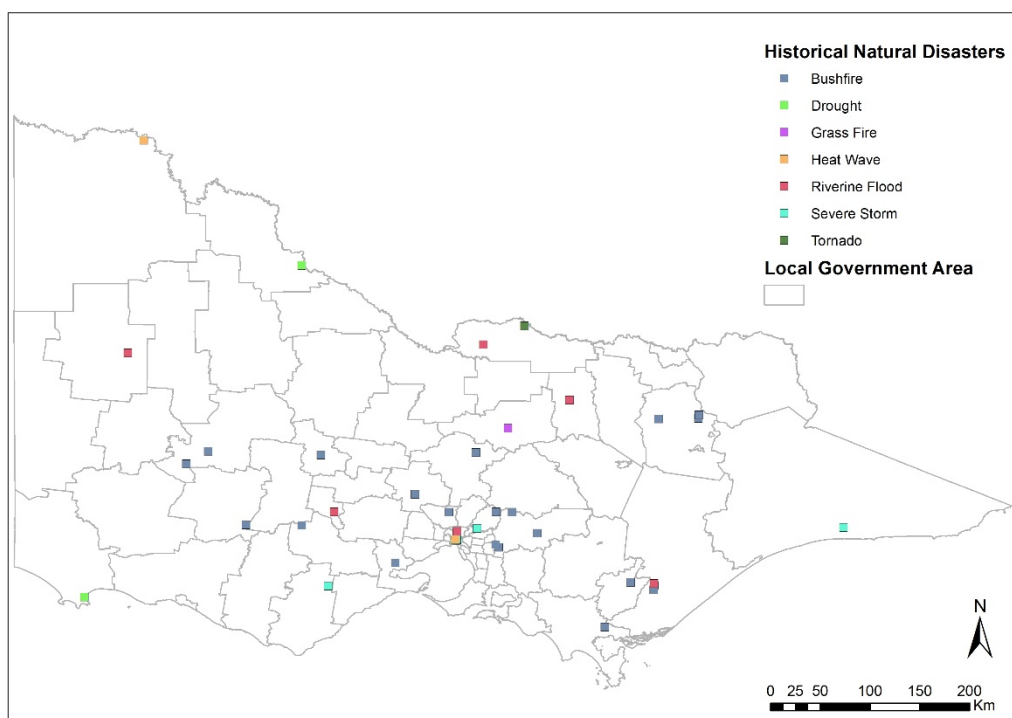 Historical Natural Disasters
Bushfire
Drought
Grass Fire
Heat Wave
Riverine Flood
Severe Storm
Tornado
Local Government Area
N
0 25 50 100 150 200
Km